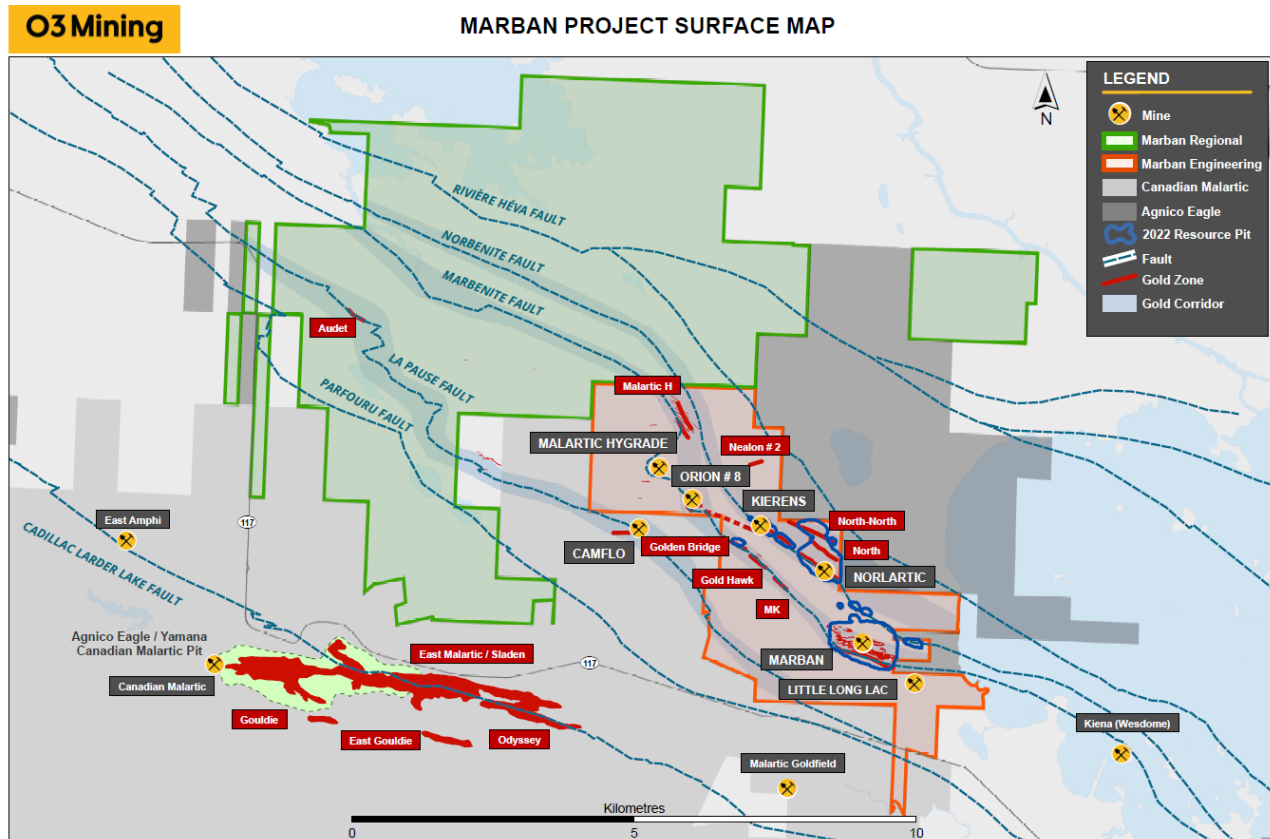 O3 Mining
MARBAN PROJECT SURFACE MAP
N
LEGEND
Mine
Marban Regional
Marban Engineering
Canadian Malartic
Agnico Eagle
2022 Resource Pit
Fault
Gold Zone
Gold Corridor
RIVIÈRE HÉVA FAULT
NORBENITE FAULT
MARBENITE FAULT
Audet
LA PAUSE FAULT
PARFOURU FAULT
Malartic H
MALARTIC HYGRADE
Nealon # 2
ORION # 8
KIERENS
East Amphi
117
North-North
CADILLAC LARDER LAKE FAULT
CAMFLO
Golden Bridge
North
Gold Hawk
NORLARTIC
MK
Agnico Eagle / Yamana
Canadian Malartic Pit
East Malartic / Sladen
117
MARBAN
Canadian Malartic
LITTLE LONG LAC
Gouldie
East Gouldie
Odyssey
Kiena (Wesdome)
Malartic Goldfield
Kilometres
0
5
10